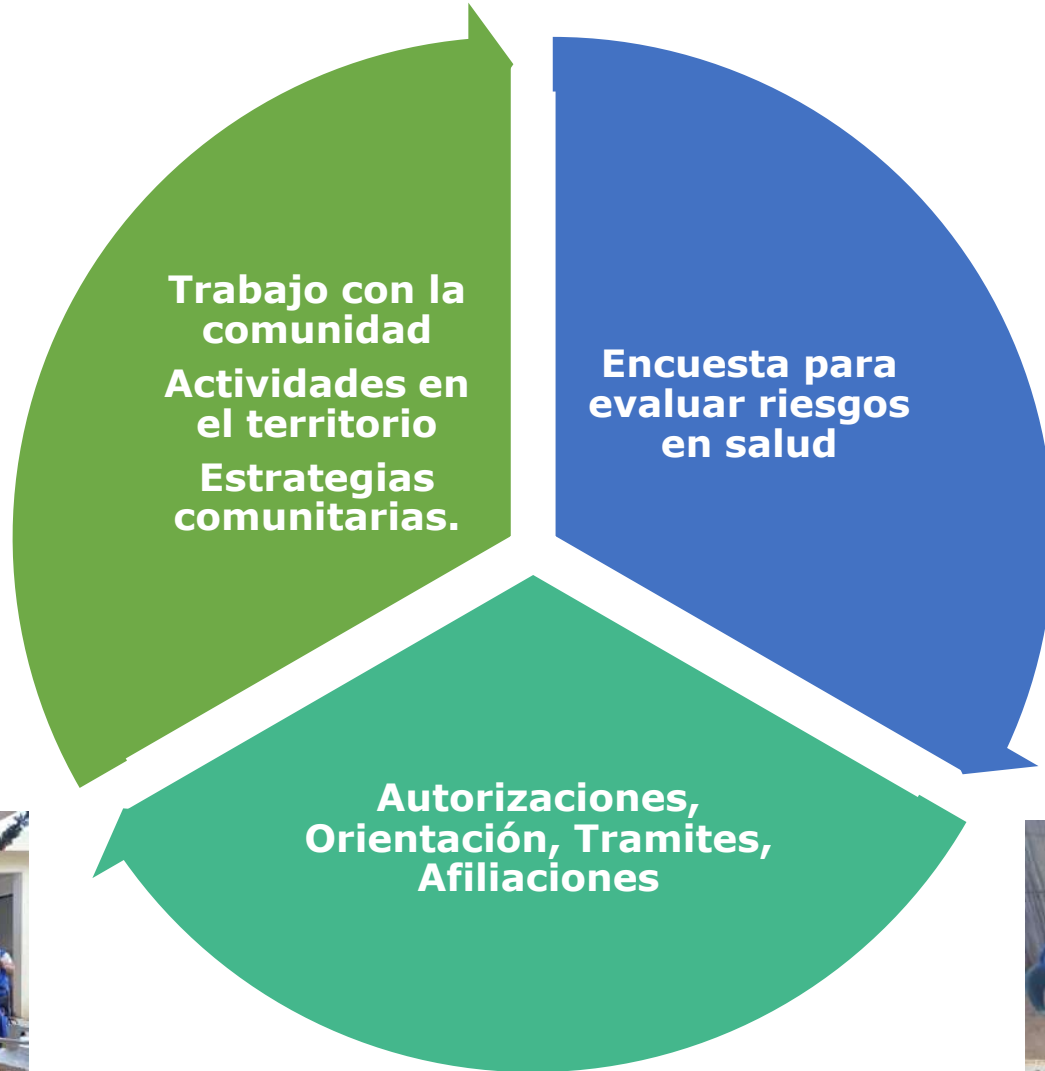 Trabajo con la
comunidad
Actividades en
el territorio
Estrategias
comunitarias.
Encuesta para
evaluar riesgos
en salud
Autorizaciones,
Orientación, Tramites,
Afiliaciones